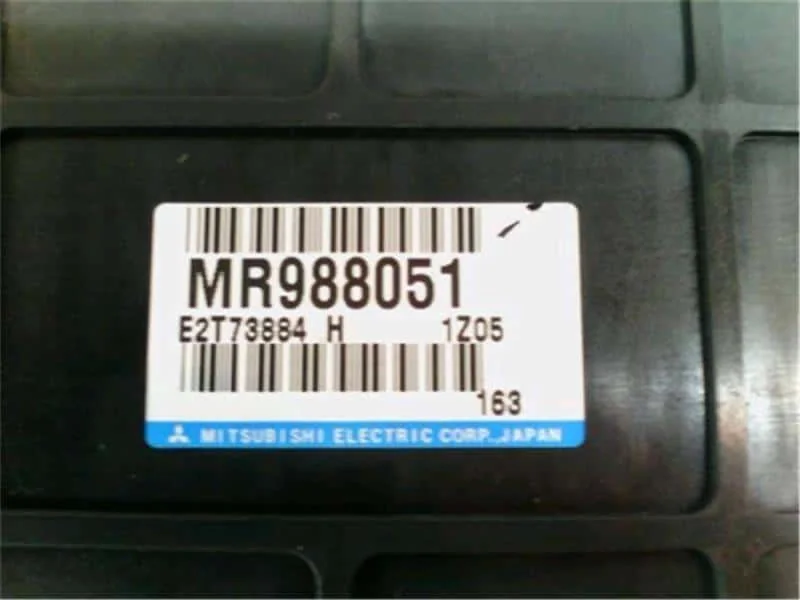 MR988051
E2T73884 H 1Z05
163
MITSUBISHI ELECTRIC CORP., JAPAN